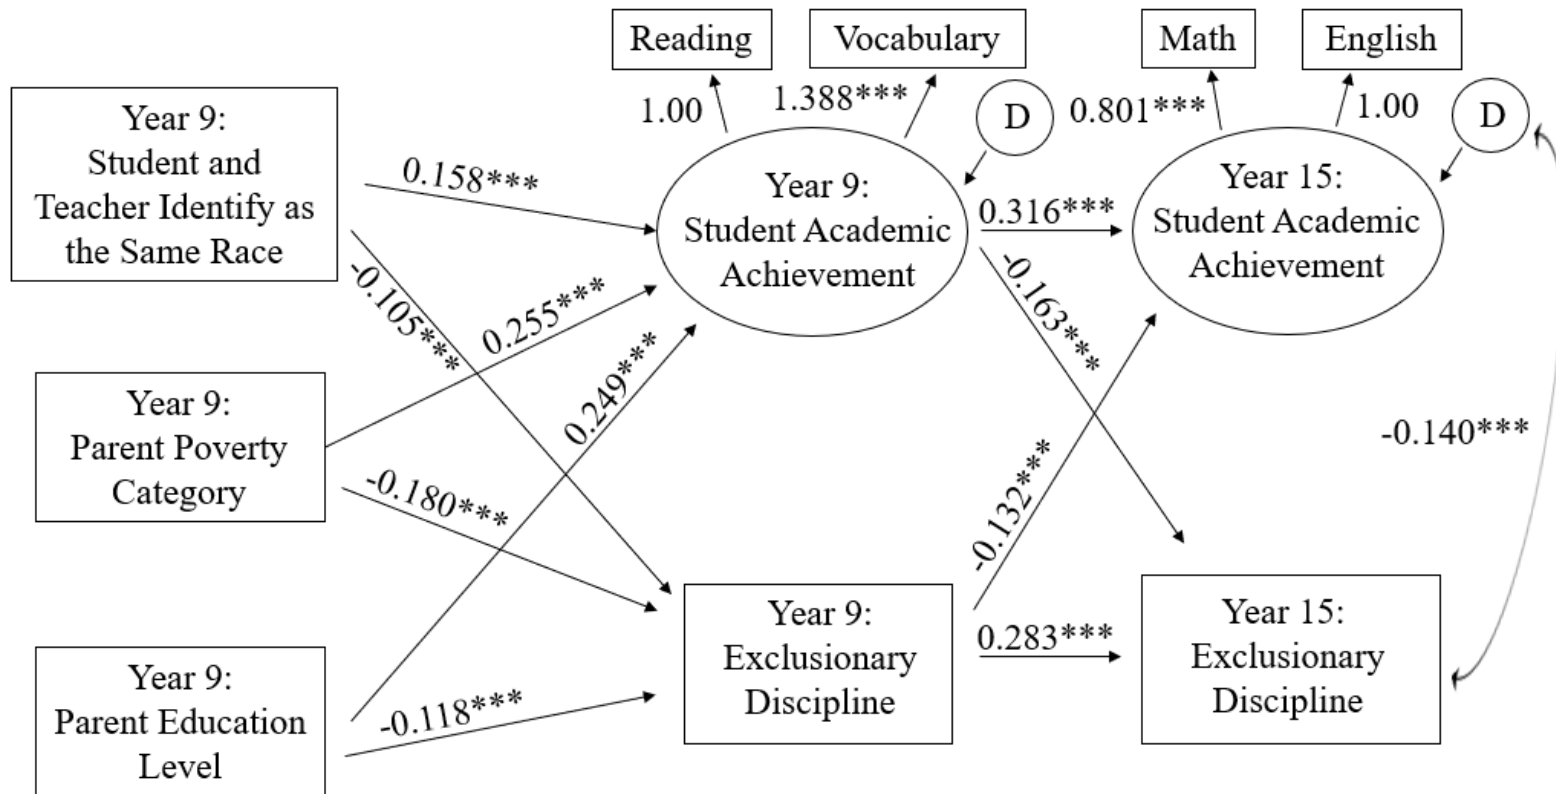 Reading
Vocabulary
Math
English
1.00
1.388***
D
0.801***
1.00
D
Year 9:
Student and
Teacher Identify as
the Same Race
0.158***
Year 9:
Student Academic
Achievement
0.316***
Year 15:
Student Academic
Achievement
-0.105***
0.255***
0.249***
-0.163***
-0.140***
Year 9:
Parent Poverty
Category
-0.180***
-0.132***
Year 9:
Exclusionary
Discipline
0.283***
Year 15:
Exclusionary
Discipline
Year 9:
Parent Education
Level
-0.118***